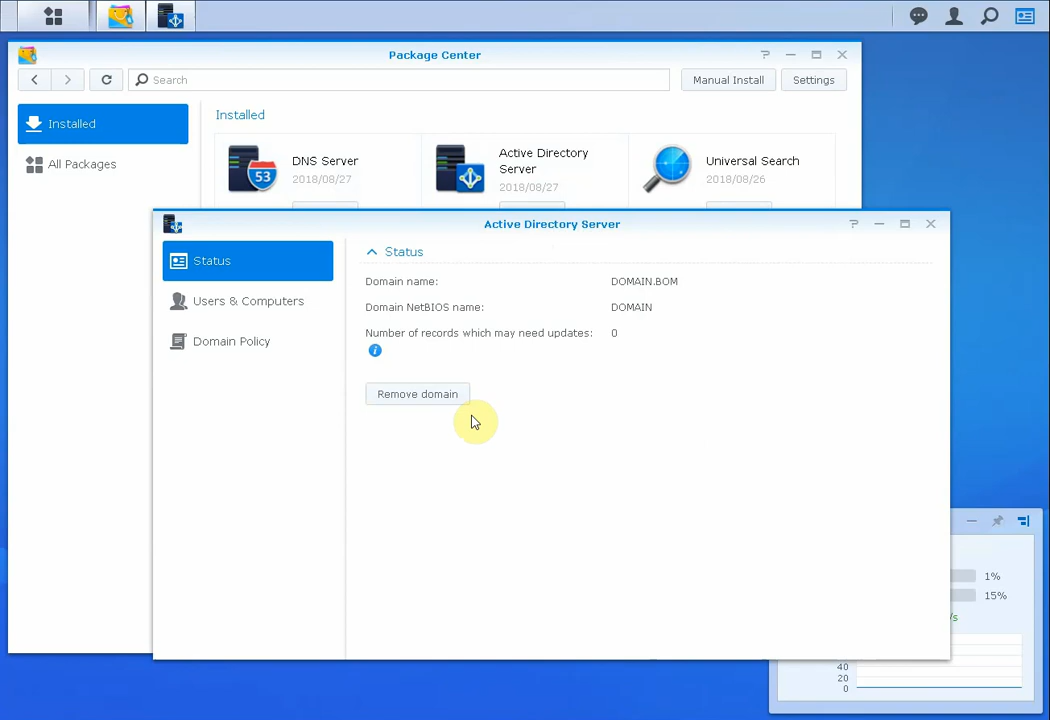 Package Center
?
Search
Manual Install
Settings
Installed
All Packages
Installed
DNS Server
2018/08/27
53
Active Directory
Server
2018/08/27
Universal Search
2018/08/26
Active Directory Server
?
Status
Users & Computers
Domain Policy
Status
Domain name: DOMAIN.BOM
Domain NetBIOS name: DOMAIN
Number of records which may need updates: 0
i
Remove domain
1%
15%
/s
40
20
0